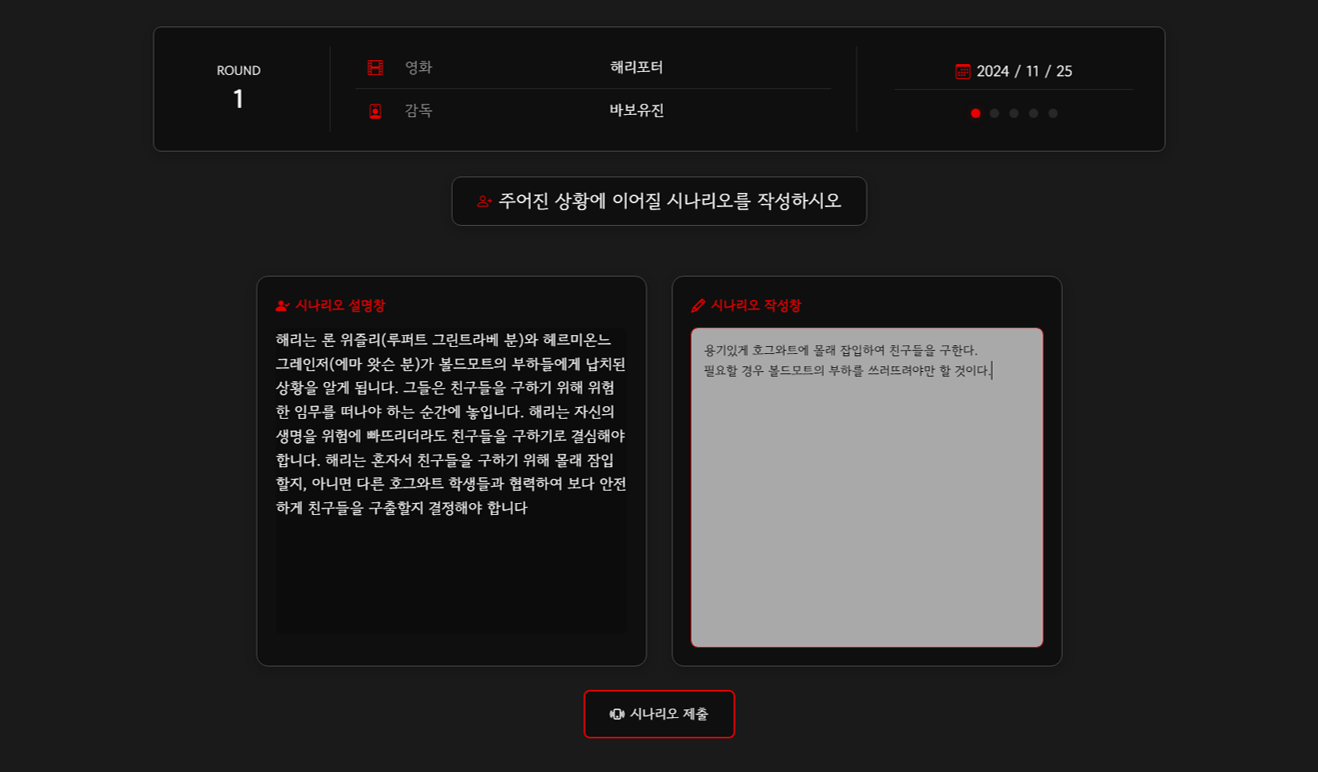 ROUND
1
영화
해리포터
감독
바보유진
2024 / 11 / 25
주어진 상황에 이어질 시나리오를 작성하시오
시나리오 설명창
해리는 론 위즐리(루퍼트 그린트라베 분)와 헤르미온느
그레인저(에마 왓슨 분)가 볼드모트의 부하들에게 납치된
상황을 알게 됩니다. 그들은 친구들을 구하기 위해 위험
한 임무를 떠나야 하는 순간에 놓입니다. 해리는 자신의
생명을 위험에 빠뜨리더라도 친구들을 구하기로 결심해야
합니다. 해리는 혼자서 친구들을 구하기 위해 몰래 잠입
할지, 아니면 다른 호그와트 학생들과 협력하여 보다 안전
하게 친구들을 구출할지 결정해야 합니다
시나리오 작성창
용기있게 호그와트에 몰래 잡입하여 친구들을 구한다.
필요할 경우 볼드모트의 부하를 쓰러뜨려야만 할 것이다.
시나리오 제출